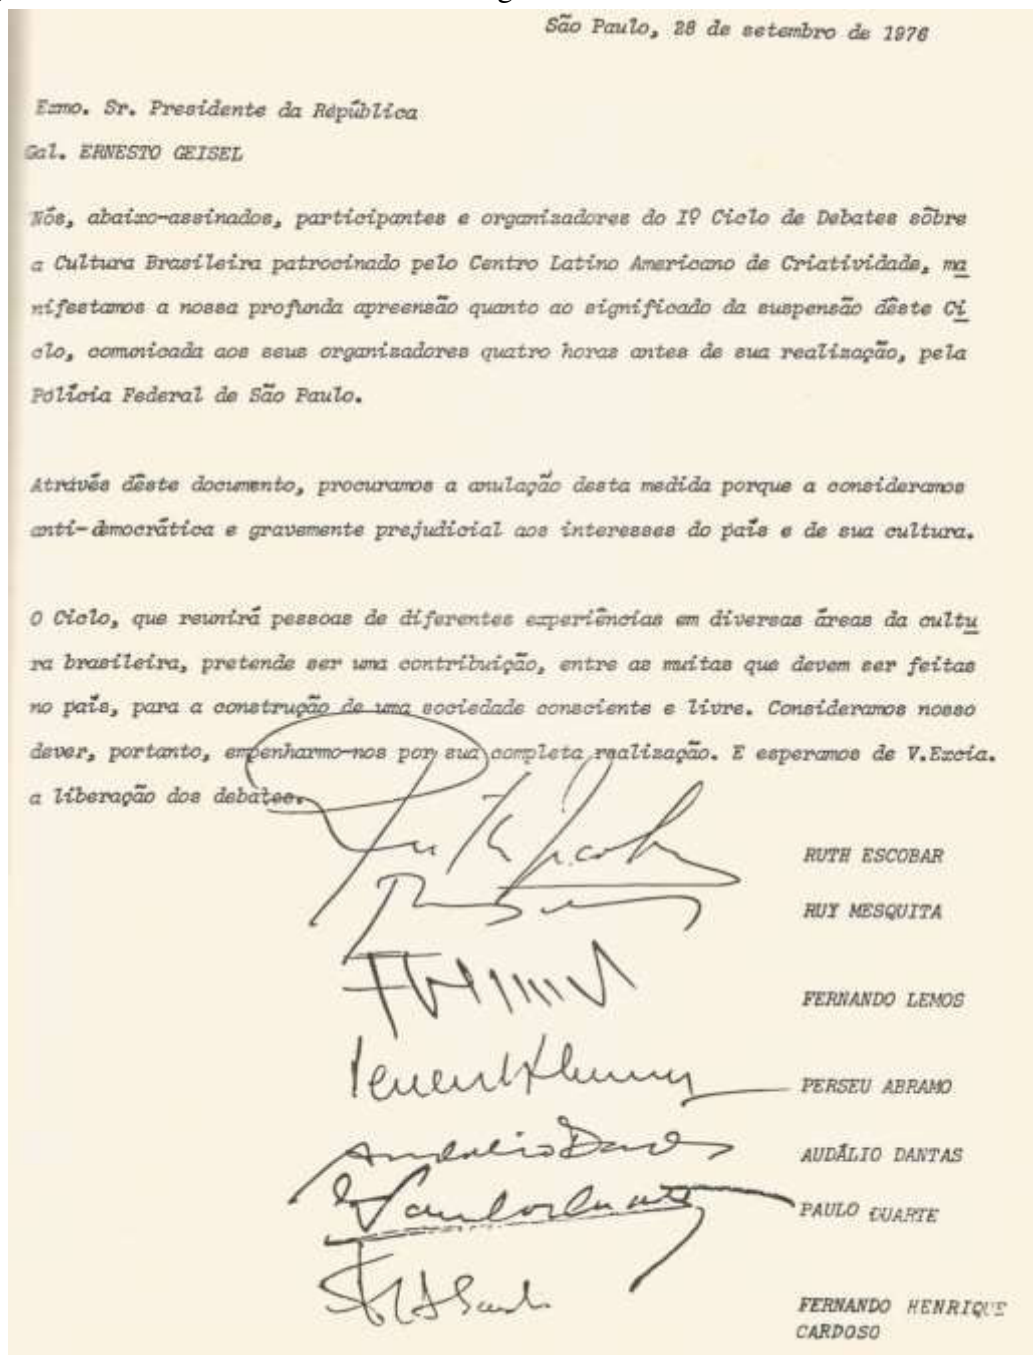 São Paulo, 28 de setembro de 1976
Exmo. Sr. Presidente da República
Gal. ERNESTO GEISEL
Nós, abaixo-assinados, participantes e organizadores do Iº Ciclo de Debates sôbre
a Cultura Brasileira patrocinado pelo Centro Latino Americano de Criatividade, ma
nifestamos a nossa profunda apreensão quanto ao significado da suspensão dêste Ci
clo, comunicada aos seus organizadores quatro horas antes de sua realização, pela
Polícia Federal de São Paulo.
Através dêste documento, procuramos a anulação desta medida porque a consideramos
anti-democrática e gravemente prejudicial aos interesses do país e de sua cultura.
O Ciclo, que reunirá pessoas de diferentes experiências em diversas áreas da cultu
ra brasileira, pretende ser uma contribuição, entre as muitas que devem ser feitas
no país, para a construção de uma sociedade consciente e livre. Consideramos nosso
dever, portanto, empenharmo-nos por sua completa realização. E esperamos de V.Excia.
a liberação dos debates.
RUTH ESCOBAR
RUY MESQUITA
FERNANDO LEMOS
PERSEU ABRAMO
AUDÁLIO DANTAS
PAULO DUARTE
FERNANDO HENRIQUE
CARDOSO